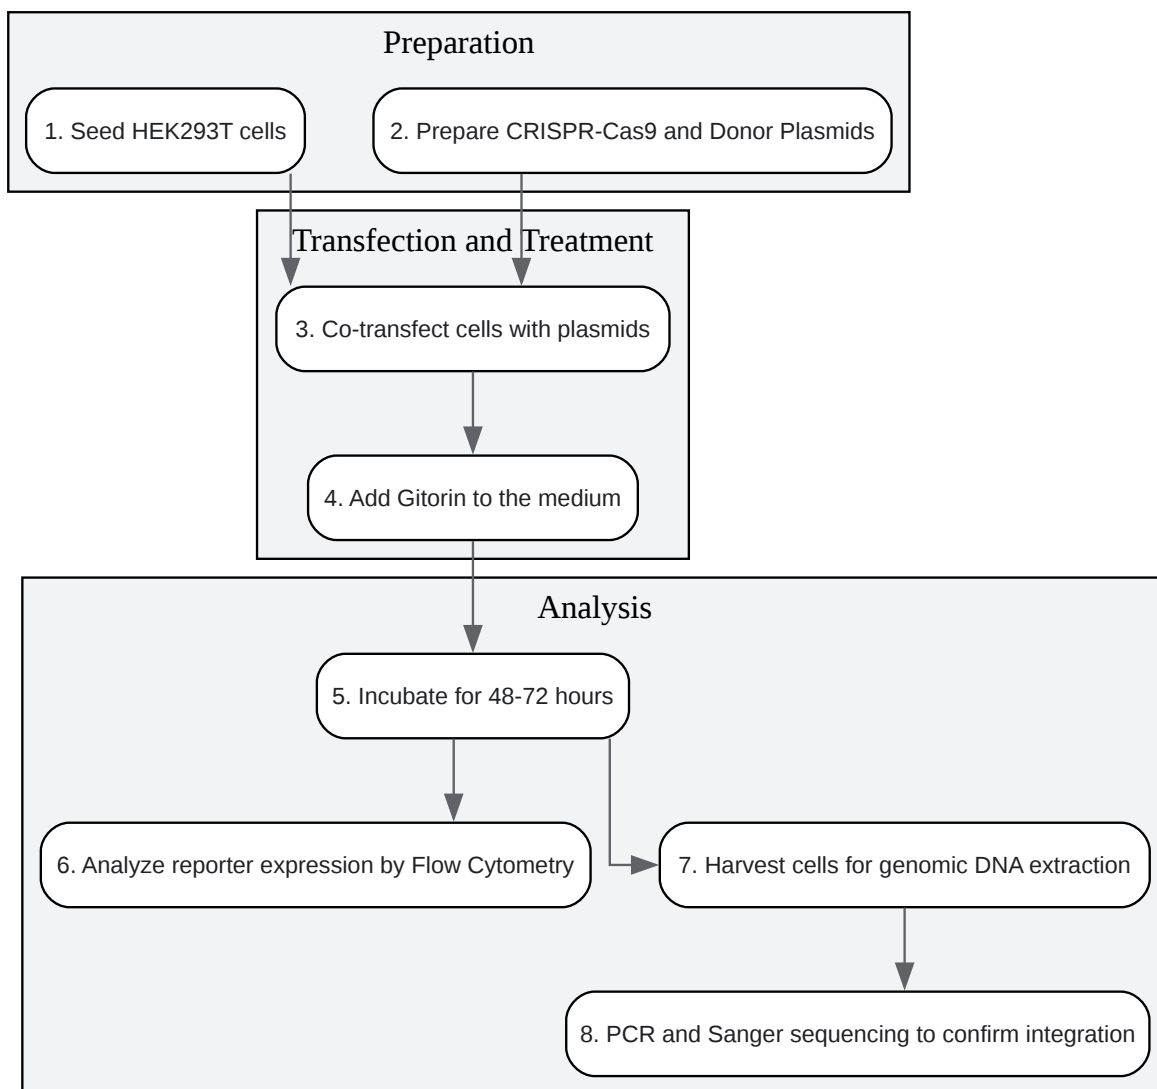 Preparation
1. Seed HEK293T cells
2. Prepare CRISPR-Cas9 and Donor Plasmids
Transfection and Treatment
3. Co-transfect cells with plasmids
4. Add Gitorin to the medium
Analysis
5. Incubate for 48-72 hours
6. Analyze reporter expression by Flow Cytometry
7. Harvest cells for genomic DNA extraction
8. PCR and Sanger sequencing to confirm integration